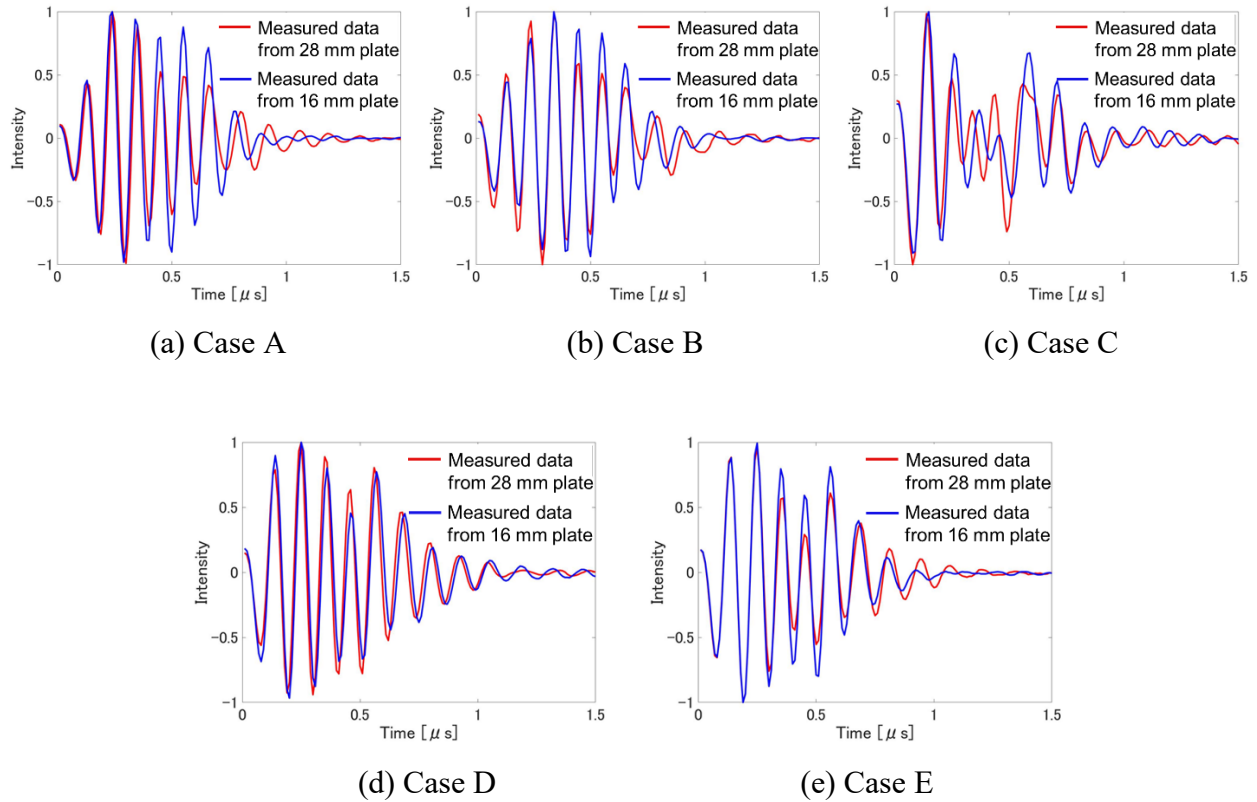 Measured data
from 28 mm plate
Measured data
from 16 mm plate
Intensity
1
0.5
0
−0.5
−1
0
0.5
1
1.5
Time [μs]
(a) Case A
Measured data
from 28 mm plate
Measured data
from 16 mm plate
Intensity
1
0.5
0
−0.5
−1
0
0.5
1
1.5
Time [μs]
(b) Case B
Measured data
from 28 mm plate
Measured data
from 16 mm plate
Intensity
1
0.5
0
−0.5
−1
0
0.5
1
1.5
Time [μs]
(c) Case C
Measured data
from 28 mm plate
Measured data
from 16 mm plate
Intensity
1
0.5
0
−0.5
−1
0
0.5
1
1.5
Time [μs]
(d) Case D
Measured data
from 28 mm plate
Measured data
from 16 mm plate
Intensity
1
0.5
0
−0.5
−1
0
0.5
1
1.5
Time [μs]
(e) Case E